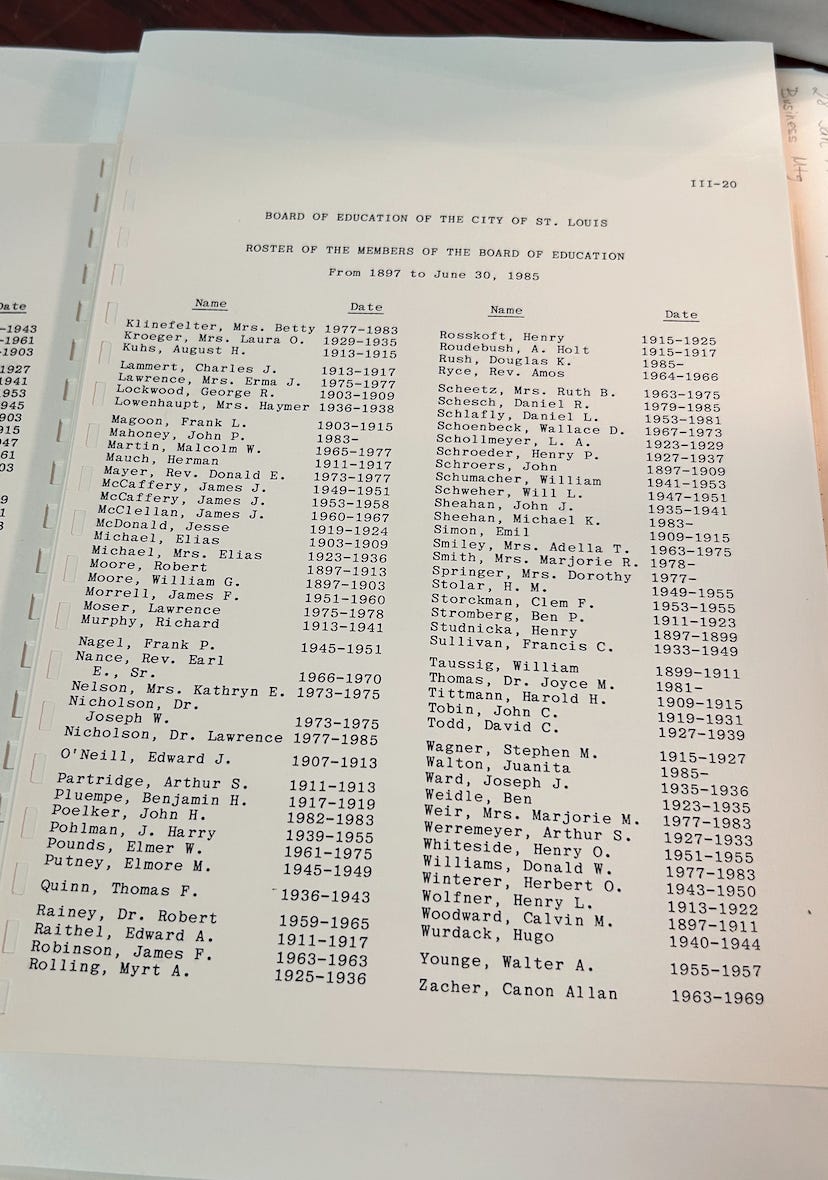 Date
-1943
-1961
-1903
1927
1941
953
945
903
915
947
61
03
9
III-20
BOARD OF EDUCATION OF THE CITY OF ST. LOUIS
ROSTER OF THE MEMBERS OF THE BOARD OF EDUCATION
From 1897 to June 30, 1985
Name Date
Klinefelter, Mrs. Betty 1977-1983
Kroeger, Mrs. Laura O. 1929-1935
Kuhs, August H. 1913-1915
Lammert, Charles J. 1913-1917
Lawrence, Mrs. Erma J. 1975-1977
Lockwood, George R. 1903-1909
Lowenhaupt, Mrs. Haymer 1936-1938
Magoon, Frank L. 1903-1915
Mahoney, John P. 1983-
Martin, Malcolm W. 1965-1977
Mauch, Herman 1911-1917
Mayer, Rev. Donald E. 1973-1977
McCaffery, James J. 1949-1951
McCaffery, James J. 1953-1958
McClellan, James J. 1960-1967
McDonald, Jesse 1919-1924
Michael, Elias 1903-1909
Michael, Mrs. Elias 1923-1936
Moore, Robert 1897-1913
Moore, William G. 1897-1903
Morrell, James F. 1951-1960
Moser, Lawrence 1975-1978
Murphy, Richard 1913-1941
Nagel, Frank P. 1945-1951
Nance, Rev. Earl
E., Sr. 1966-1970
Nelson, Mrs. Kathryn E. 1973-1975
Nicholson, Dr.
Joseph W. 1973-1975
Nicholson, Dr. Lawrence 1977-1985
O'Neill, Edward J. 1907-1913
Partridge, Arthur S. 1911-1913
Pluempe, Benjamin H. 1917-1919
Poelker, John H. 1982-1983
Pohlman, J. Harry 1939-1955
Pounds, Elmer W. 1961-1975
Putney, Elmore M. 1945-1949
Quinn, Thomas F. 1936-1943
Rainey, Dr. Robert 1959-1965
Raithel, Edward A. 1911-1917
Robinson, James F. 1963-1963
Rolling, Myrt A. 1925-1936
Name Date
Rosskoft, Henry 1915-1925
Roudebush, A. Holt 1915-1917
Rush, Douglas K. 1985-
Ryce, Rev. Amos 1964-1966
Scheetz, Mrs. Ruth B. 1963-1975
Schesch, Daniel R. 1979-1985
Schlafly, Daniel L. 1953-1981
Schoenbeck, Wallace D. 1967-1973
Schollmeyer, L. A. 1923-1929
Schroeder, Henry P. 1927-1937
Schroers, John 1897-1909
Schumacher, William 1941-1953
Schweher, Will L. 1947-1951
Sheahan, John J. 1935-1941
Sheehan, Michael K. 1983-
Simon, Emil 1909-1915
Smiley, Mrs. Adella T. 1963-1975
Smith, Mrs. Marjorie R. 1978-
Springer, Mrs. Dorothy 1977-
Stolar, H. M. 1949-1955
Storckman, Clem F. 1953-1955
Stromberg, Ben P. 1911-1923
Studnicka, Henry 1897-1899
Sullivan, Francis C. 1933-1949
Taussig, William 1899-1911
Thomas, Dr. Joyce M. 1981-
Tittmann, Harold H. 1909-1915
Tobin, John C. 1919-1931
Todd, David C. 1927-1939
Wagner, Stephen M. 1915-1927
Walton, Juanita 1985-
Ward, Joseph J. 1935-1936
Weidle, Ben 1923-1935
Weir, Mrs. Marjorie M. 1977-1983
Werremeyer, Arthur S. 1927-1933
Whiteside, Henry O. 1951-1955
Williams, Donald W. 1977-1983
Winterer, Herbert O. 1943-1950
Wolfner, Henry L. 1913-1922
Woodward, Calvin M. 1897-1911
Wurdack, Hugo 1940-1944
Younge, Walter A. 1955-1957
Zacher, Canon Allan 1963-1969
Business Mtg